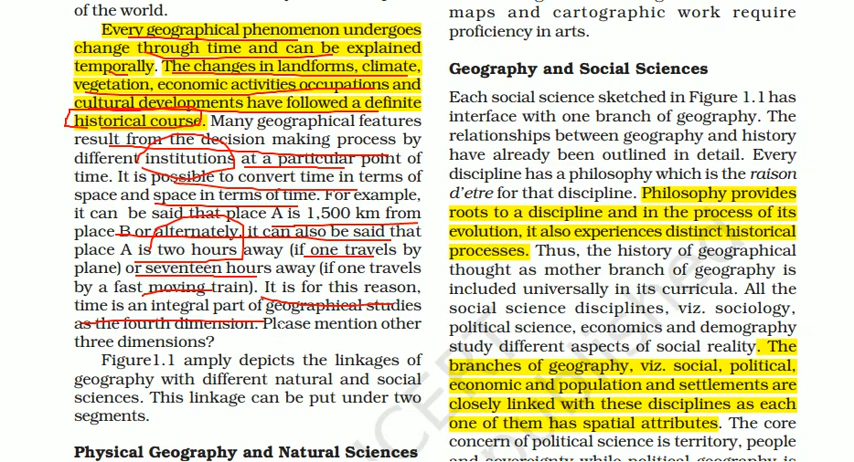 of the world.
Every geographical phenomenon undergoes
change through time and can be explained
temporally. The changes in landforms, climate,
vegetation, economic activities occupations and
cultural developments have followed a definite
historical course. Many geographical features
result from the decision making process by
different institutions at a particular point of
time. It is possible to convert time in terms of
space and space in terms of time. For example,
it can be said that place A is 1,500 km from
place B or alternately, it can also be said that
place A is two hours away (if one travels by
plane) or seventeen hours away (if one travels
by a fast moving train). It is for this reason,
time is an integral part of geographical studies
as the fourth dimension. Please mention other
three dimensions?
Figure1.1 amply depicts the linkages of
geography with different natural and social
sciences. This linkage can be put under two
segments.
Physical Geography and Natural Sciences
maps and cartographic work require
proficiency in arts.
Geography and Social Sciences
Each social science sketched in Figure 1.1 has
interface with one branch of geography. The
relationships between geography and history
have already been outlined in detail. Every
discipline has a philosophy which is the raison
d'etre for that discipline. Philosophy provides
roots to a discipline and in the process of its
evolution, it also experiences distinct historical
processes. Thus, the history of geographical
thought as mother branch of geography is
included universally in its curricula. All the
social science disciplines, viz. sociology,
political science, economics and demography
study different aspects of social reality. The
branches of geography, viz. social, political,
economic and population and settlements are
closely linked with these disciplines as each
one of them has spatial attributes. The core
concern of political science is territory, people
and sovereignty while political geography is